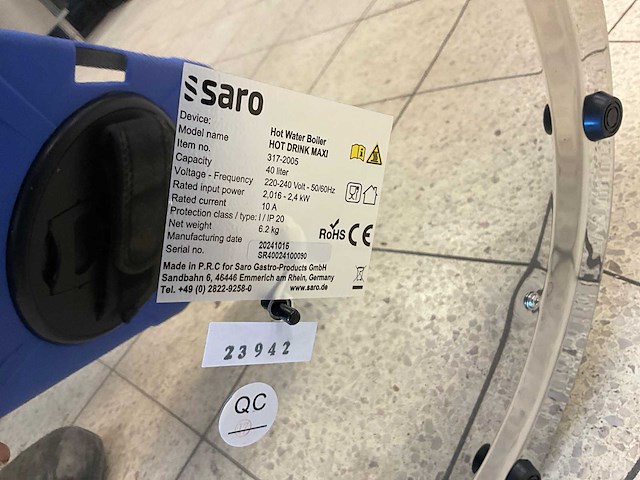 saro
Device: Hot Water Boiler
Model name HOT DRINK MAXI
Item no. 317-2005
Capacity 40 liter
Voltage - Frequency 220-240 Volt - 50/60Hz
Rated input power 2,016 - 2,4 kW
Rated current 10 A
Protection class / type: I / IP 20
Net weight 6.2 kg
Manufacturing date 20241016
Serial no. SR40024100090
RoHS CE
Made in P.R.C for Saro Gastro-Products GmbH
Sandbahn 6, 46446 Emmerich am Rhein, Germany
Tel. +49 (0) 2822-9258-0 www.saro.de
23942
QC